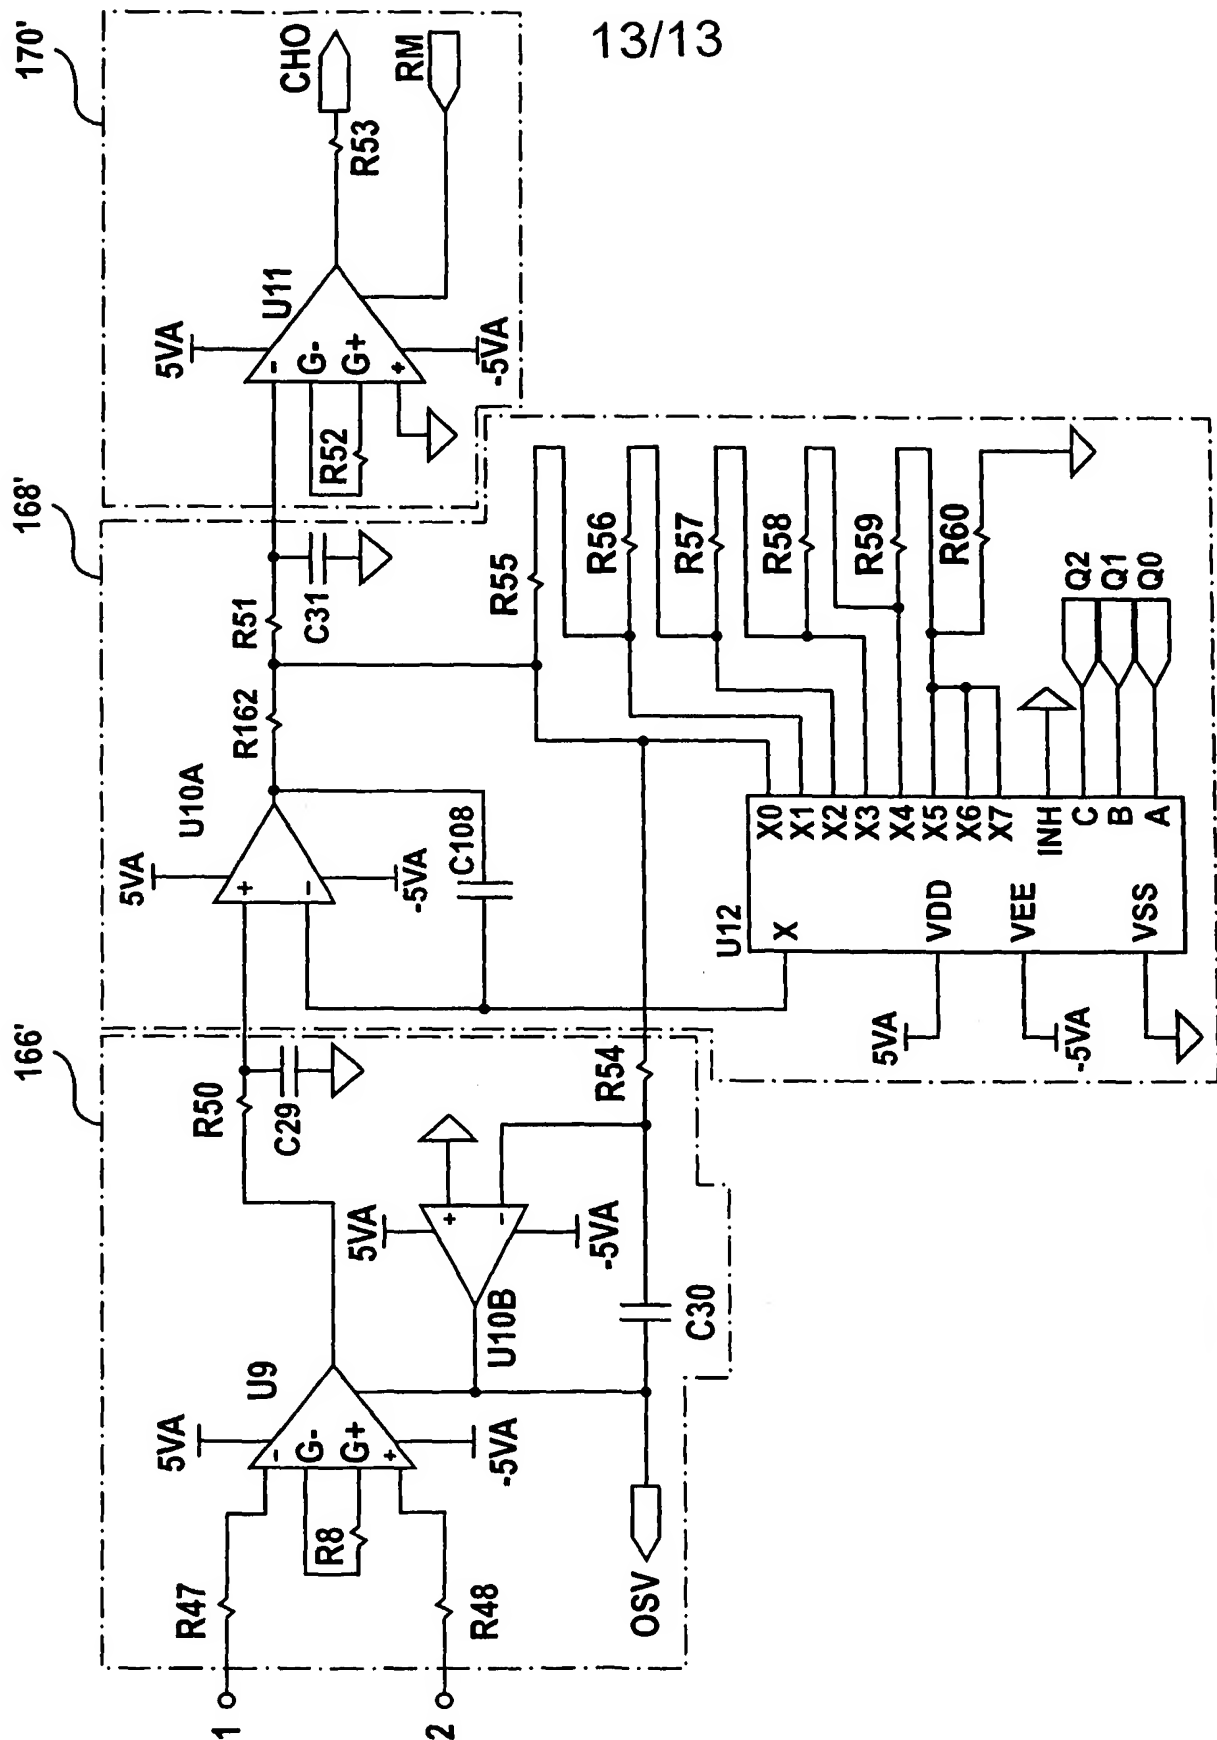 13/13
166'
168'
170'
1
2
R47
R48
5VA
U9
-
G-
G+
+
R8
-5VA
OSV
R50
C29
5VA
+
-
-5VA
U10B
C30
R54
5VA
U10A
+
-
-5VA
C108
R162
R51
C31
5VA
U11
-
G-
G+
+
R52
-5VA
R53
CHO
RM
R55
R56
R57
R58
R59
R60
U12
X
VDD
VEE
VSS
5VA
-5VA
X0
X1
X2
X3
X4
X5
X6
X7
INH
C
B
A
Q2
Q1
Q0